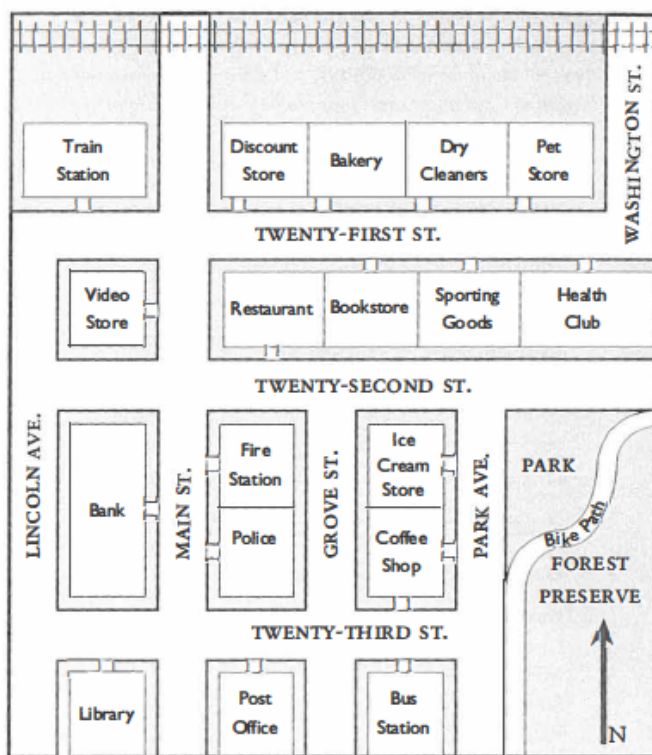 Train
Station
Discount
Store
Bakery
Dry
Cleaners
Pet
Store
WASHINGTON ST.
TWENTY-FIRST ST.
Video
Store
Restaurant
Bookstore
Sporting
Goods
Health
Club
TWENTY-SECOND ST.
LINCOLN AVE.
Bank
MAIN ST.
Fire
Station
Police
GROVE ST.
Ice
Cream
Store
Coffee
Shop
PARK AVE.
PARK
Bike Path
FOREST
PRESERVE
TWENTY-THIRD ST.
Library
Post
Office
Bus
Station
N